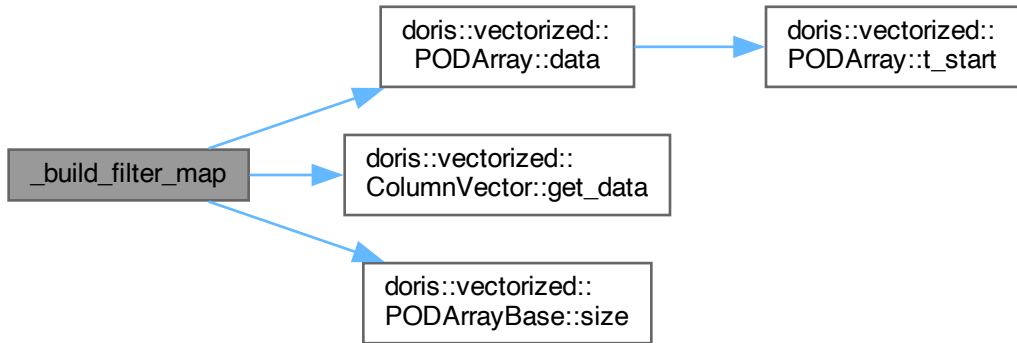 doris::vectorized::
PODArray::data
doris::vectorized::
PODArray::t_start
_build_filter_map
doris::vectorized::
ColumnVector::get_data
doris::vectorized::
PODArrayBase::size